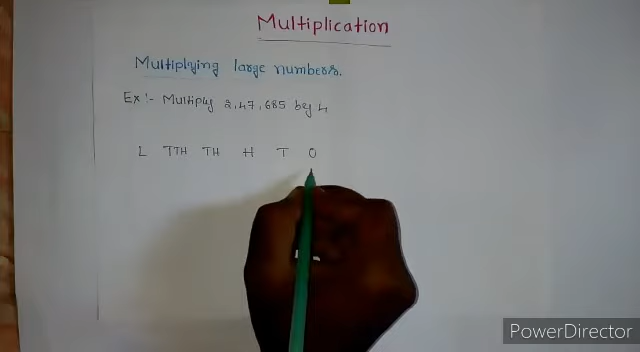 Multiplication
Multiplying large numbers.
Ex:- Multiply 2,47,685 by 4
L TTH TH H T O
PowerDirector